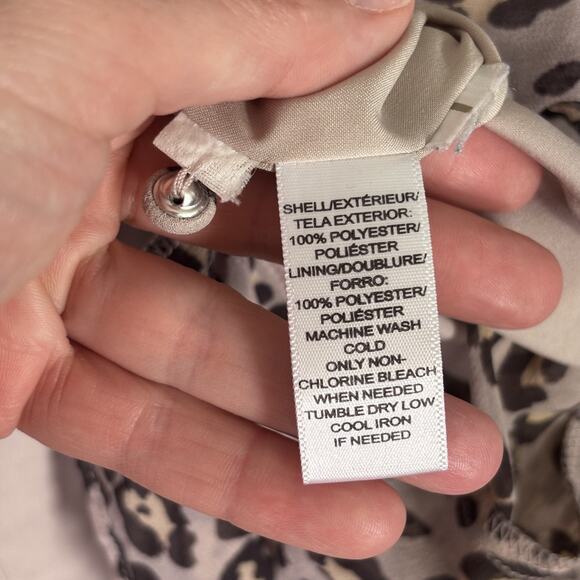 SHELL/EXTÉRIEUR/
TELA EXTERIOR:
100% POLYESTER/
POLIÉSTER
LINING/DOUBLURE/
FORRO:
100% POLYESTER/
POLIÉSTER
MACHINE WASH
COLD
ONLY NON-
CHLORINE BLEACH
WHEN NEEDED
TUMBLE DRY LOW
COOL IRON
IF NEEDED